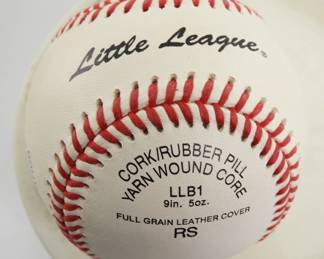 Little League®
CORK/RUBBER PILL
YARN WOUND CORE
LLB1
9in. 5oz.
FULL GRAIN LEATHER COVER
RS